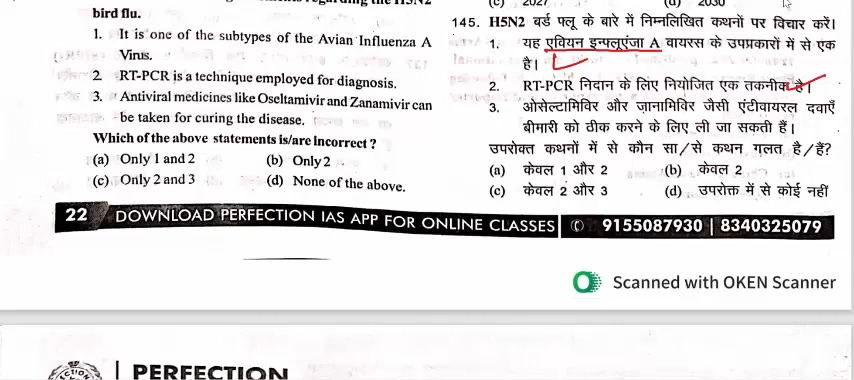 bird flu.
1. It is one of the subtypes of the Avian Influenza A
Virus.
2. RT-PCR is a technique employed for diagnosis.
3. Antiviral medicines like Oseltamivir and Zanamivir can
be taken for curing the disease.
Which of the above statements is/are incorrect ?
(a) Only 1 and 2 (b) Only 2
(c) Only 2 and 3 (d) None of the above.
(c) 2027 (d) 2030
145. H5N2 बर्ड फ्लू के बारे में निम्नलिखित कथनों पर विचार करें।
1. यह एवियन इन्फ्लूएंजा A वायरस के उपप्रकारों में से एक
है।
2. RT-PCR निदान के लिए नियोजित एक तकनीक है।
3. ओसेल्टामिविर और ज़ानामिविर जैसी एंटीवायरल दवाएँ
बीमारी को ठीक करने के लिए ली जा सकती हैं।
उपरोक्त कथनों में से कौन सा/से कथन गलत है/हैं?
(a) केवल 1 और 2 (b) केवल 2
(c) केवल 2 और 3 (d) उपरोक्त में से कोई नहीं
22 DOWNLOAD PERFECTION IAS APP FOR ONLINE CLASSES 9155087930 | 8340325079
Scanned with OKEN Scanner
PERFECTION